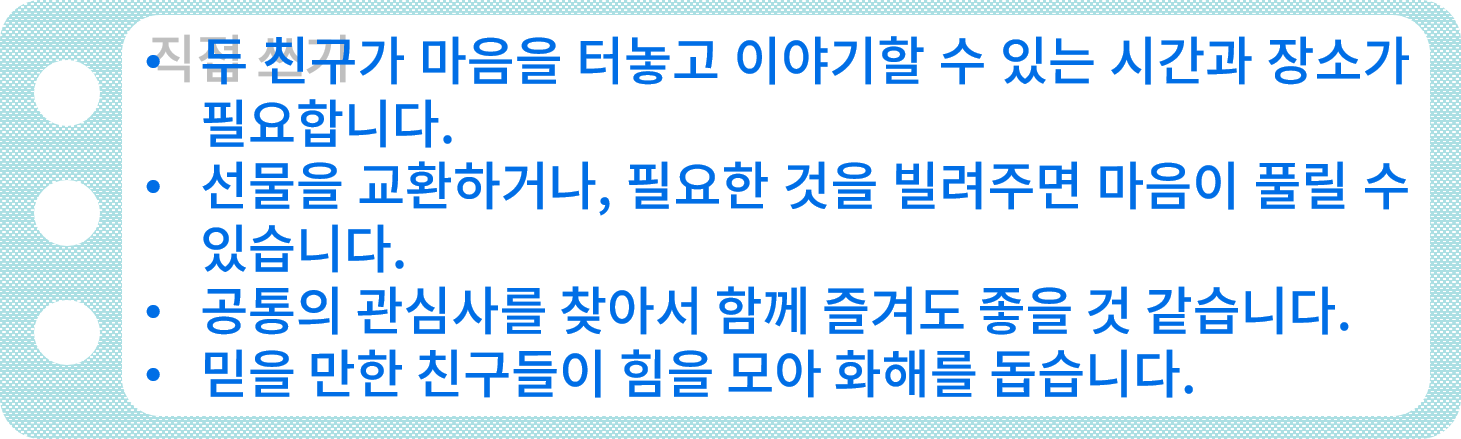 직접 쓰기
• 두 친구가 마음을 터놓고 이야기할 수 있는 시간과 장소가
필요합니다.
• 선물을 교환하거나, 필요한 것을 빌려주면 마음이 풀릴 수
있습니다.
• 공통의 관심사를 찾아서 함께 즐겨도 좋을 것 같습니다.
• 믿을 만한 친구들이 힘을 모아 화해를 돕습니다.